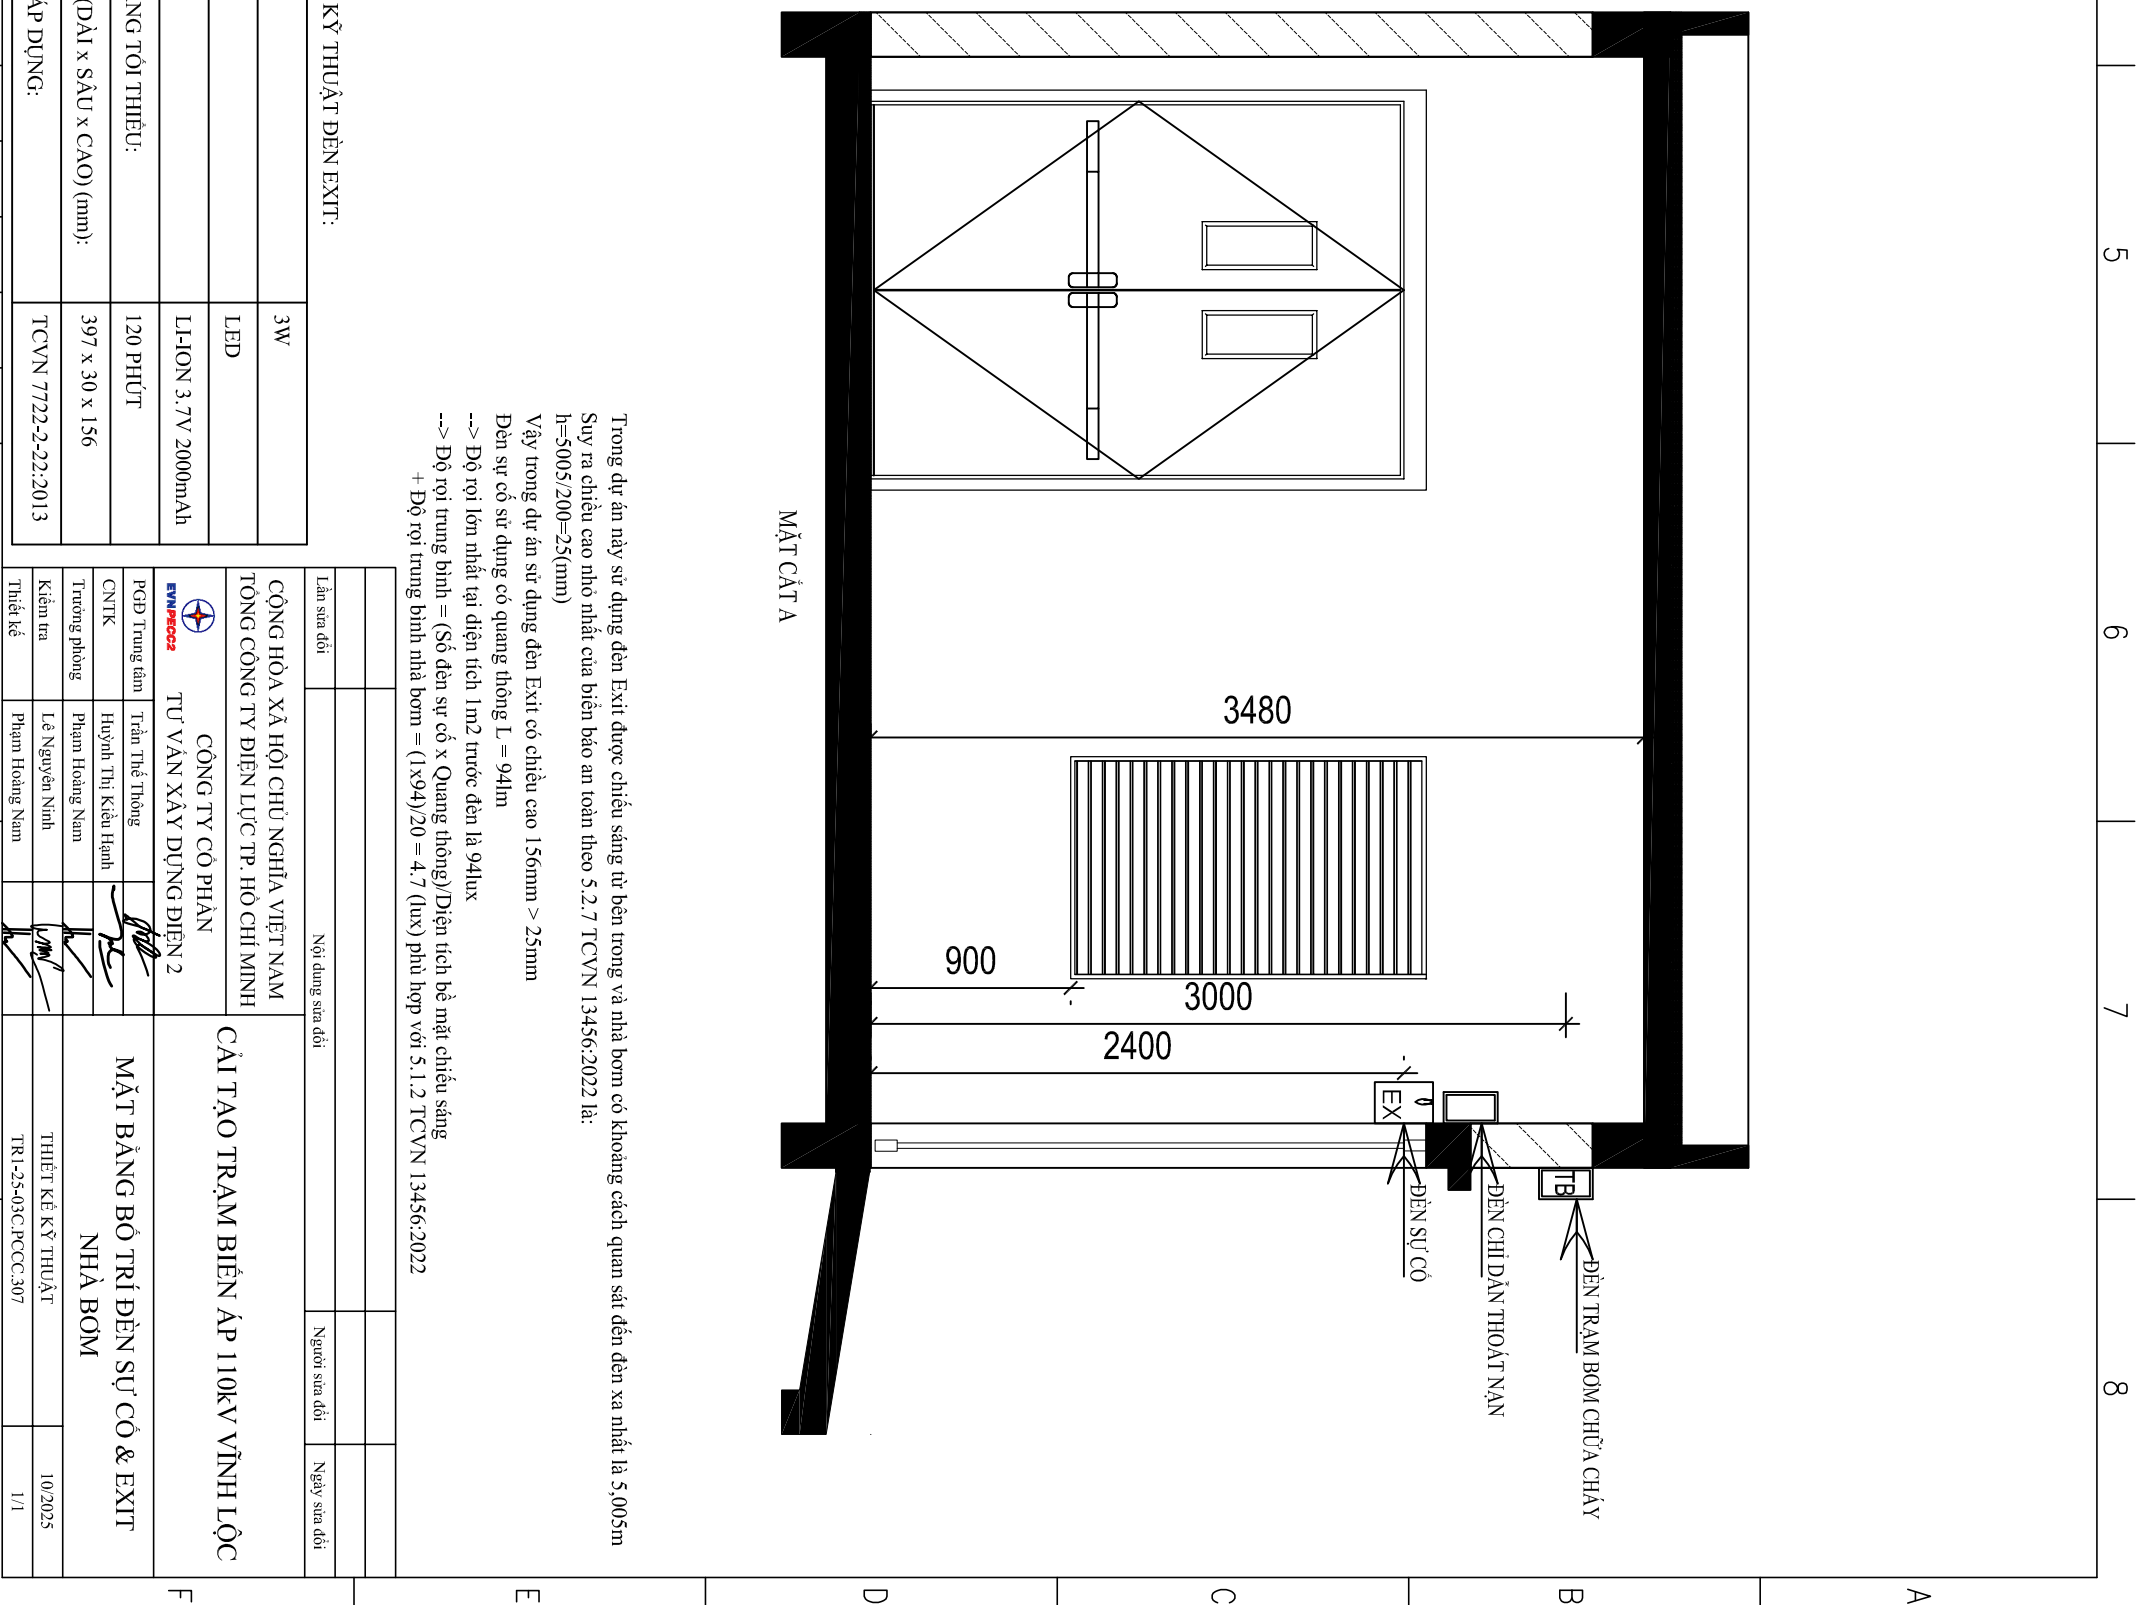 5
6
7
8
A
B
C
D
E
F
3480
900
3000
2400
EX
TB
ĐÈN SỰ CỐ
ĐÈN CHỈ DẪN THOÁT NẠN
ĐÈN TRẠM BƠM CHỮA CHÁY
MẶT CẮT A
Trong dự án này sử dụng đèn Exit được chiếu sáng từ bên trong và nhà bơm có khoảng cách quan sát đến đèn xa nhất là 5,005m
Suy ra chiều cao nhỏ nhất của biển báo an toàn theo 5.2.7 TCVN 13456:2022 là:
h=5005/200=25(mm)
Vậy trong dự án sử dụng đèn Exit có chiều cao 156mm > 25mm
Đèn sự cố sử dụng có quang thông L = 94lm
--> Độ rọi lớn nhất tại diện tích 1m2 trước đèn là 94lux
--> Độ rọi trung bình = (Số đèn sự cố x Quang thông)/Diện tích bề mặt chiếu sáng
+ Độ rọi trung bình nhà bơm = (1x94)/20 = 4.7 (lux) phù hợp với 5.1.2 TCVN 13456:2022
KỸ THUẬT ĐÈN EXIT:
3W
LED
LI-ION 3.7V 2000mAh
NG TỐI THIỂU: 120 PHÚT
(DÀI x SÂU x CAO) (mm): 397 x 30 x 156
ÁP DỤNG: TCVN 7722-2-22:2013
Lần sửa đổi Nội dung sửa đổi Người sửa đổi Ngày sửa đổi
CỘNG HÒA XÃ HỘI CHỦ NGHĨA VIỆT NAM
TỔNG CÔNG TY ĐIỆN LỰC TP. HỒ CHÍ MINH
EVNPECC2
CÔNG TY CỔ PHẦN
TƯ VẤN XÂY DỰNG ĐIỆN 2
CẢI TẠO TRẠM BIẾN ÁP 110kV VĨNH LỘC
PGĐ Trung tâm Trần Thế Thông
CNTK Huỳnh Thị Kiều Hạnh
Trưởng phòng Phạm Hoàng Nam
Kiểm tra Lê Nguyên Ninh
Thiết kế Phạm Hoàng Nam
MẶT BẰNG BỐ TRÍ ĐÈN SỰ CỐ & EXIT
NHÀ BƠM
THIẾT KẾ KỸ THUẬT 10/2025
TR1-25-03C.PCCC.307 1/1